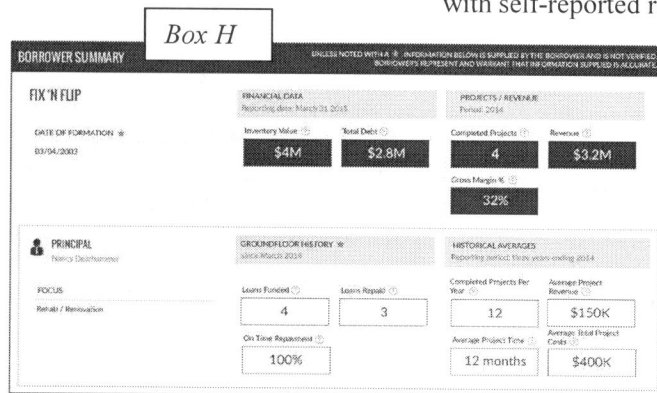 with self-reported r
Box H
BORROWER SUMMARY
UNLESS NOTED WITH A ★ INFORMATION BELOW IS SUPPLIED BY THE BORROWER AND IS NOT VERIFIED
BORROWERS REPRESENT AND WARRANT THAT INFORMATION SUPPLIED IS ACCURATE
FIX 'N FLIP
DATE OF FORMATION ★
03/04/2003
FINANCIAL DATA
Reporting date: March 31 2015
Inventory Value ? Total Debt ?
$4M $2.8M
PROJECTS / REVENUE
Period: 2014
Completed Projects ? Revenue ?
4 $3.2M
Gross Margin % ?
32%
PRINCIPAL
Nancy
FOCUS
Rehab / Renovation
GROUNDFLOOR HISTORY ★
since March 2014
Loans Funded ? Loans Repaid ?
4 3
On Time Repayment ?
100%
HISTORICAL AVERAGES
Reporting period: three years ending 2014
Completed Projects Per Year ? Average Project Revenue ?
12 $150K
Average Project Time ? Average Total Project Costs ?
12 months $400K